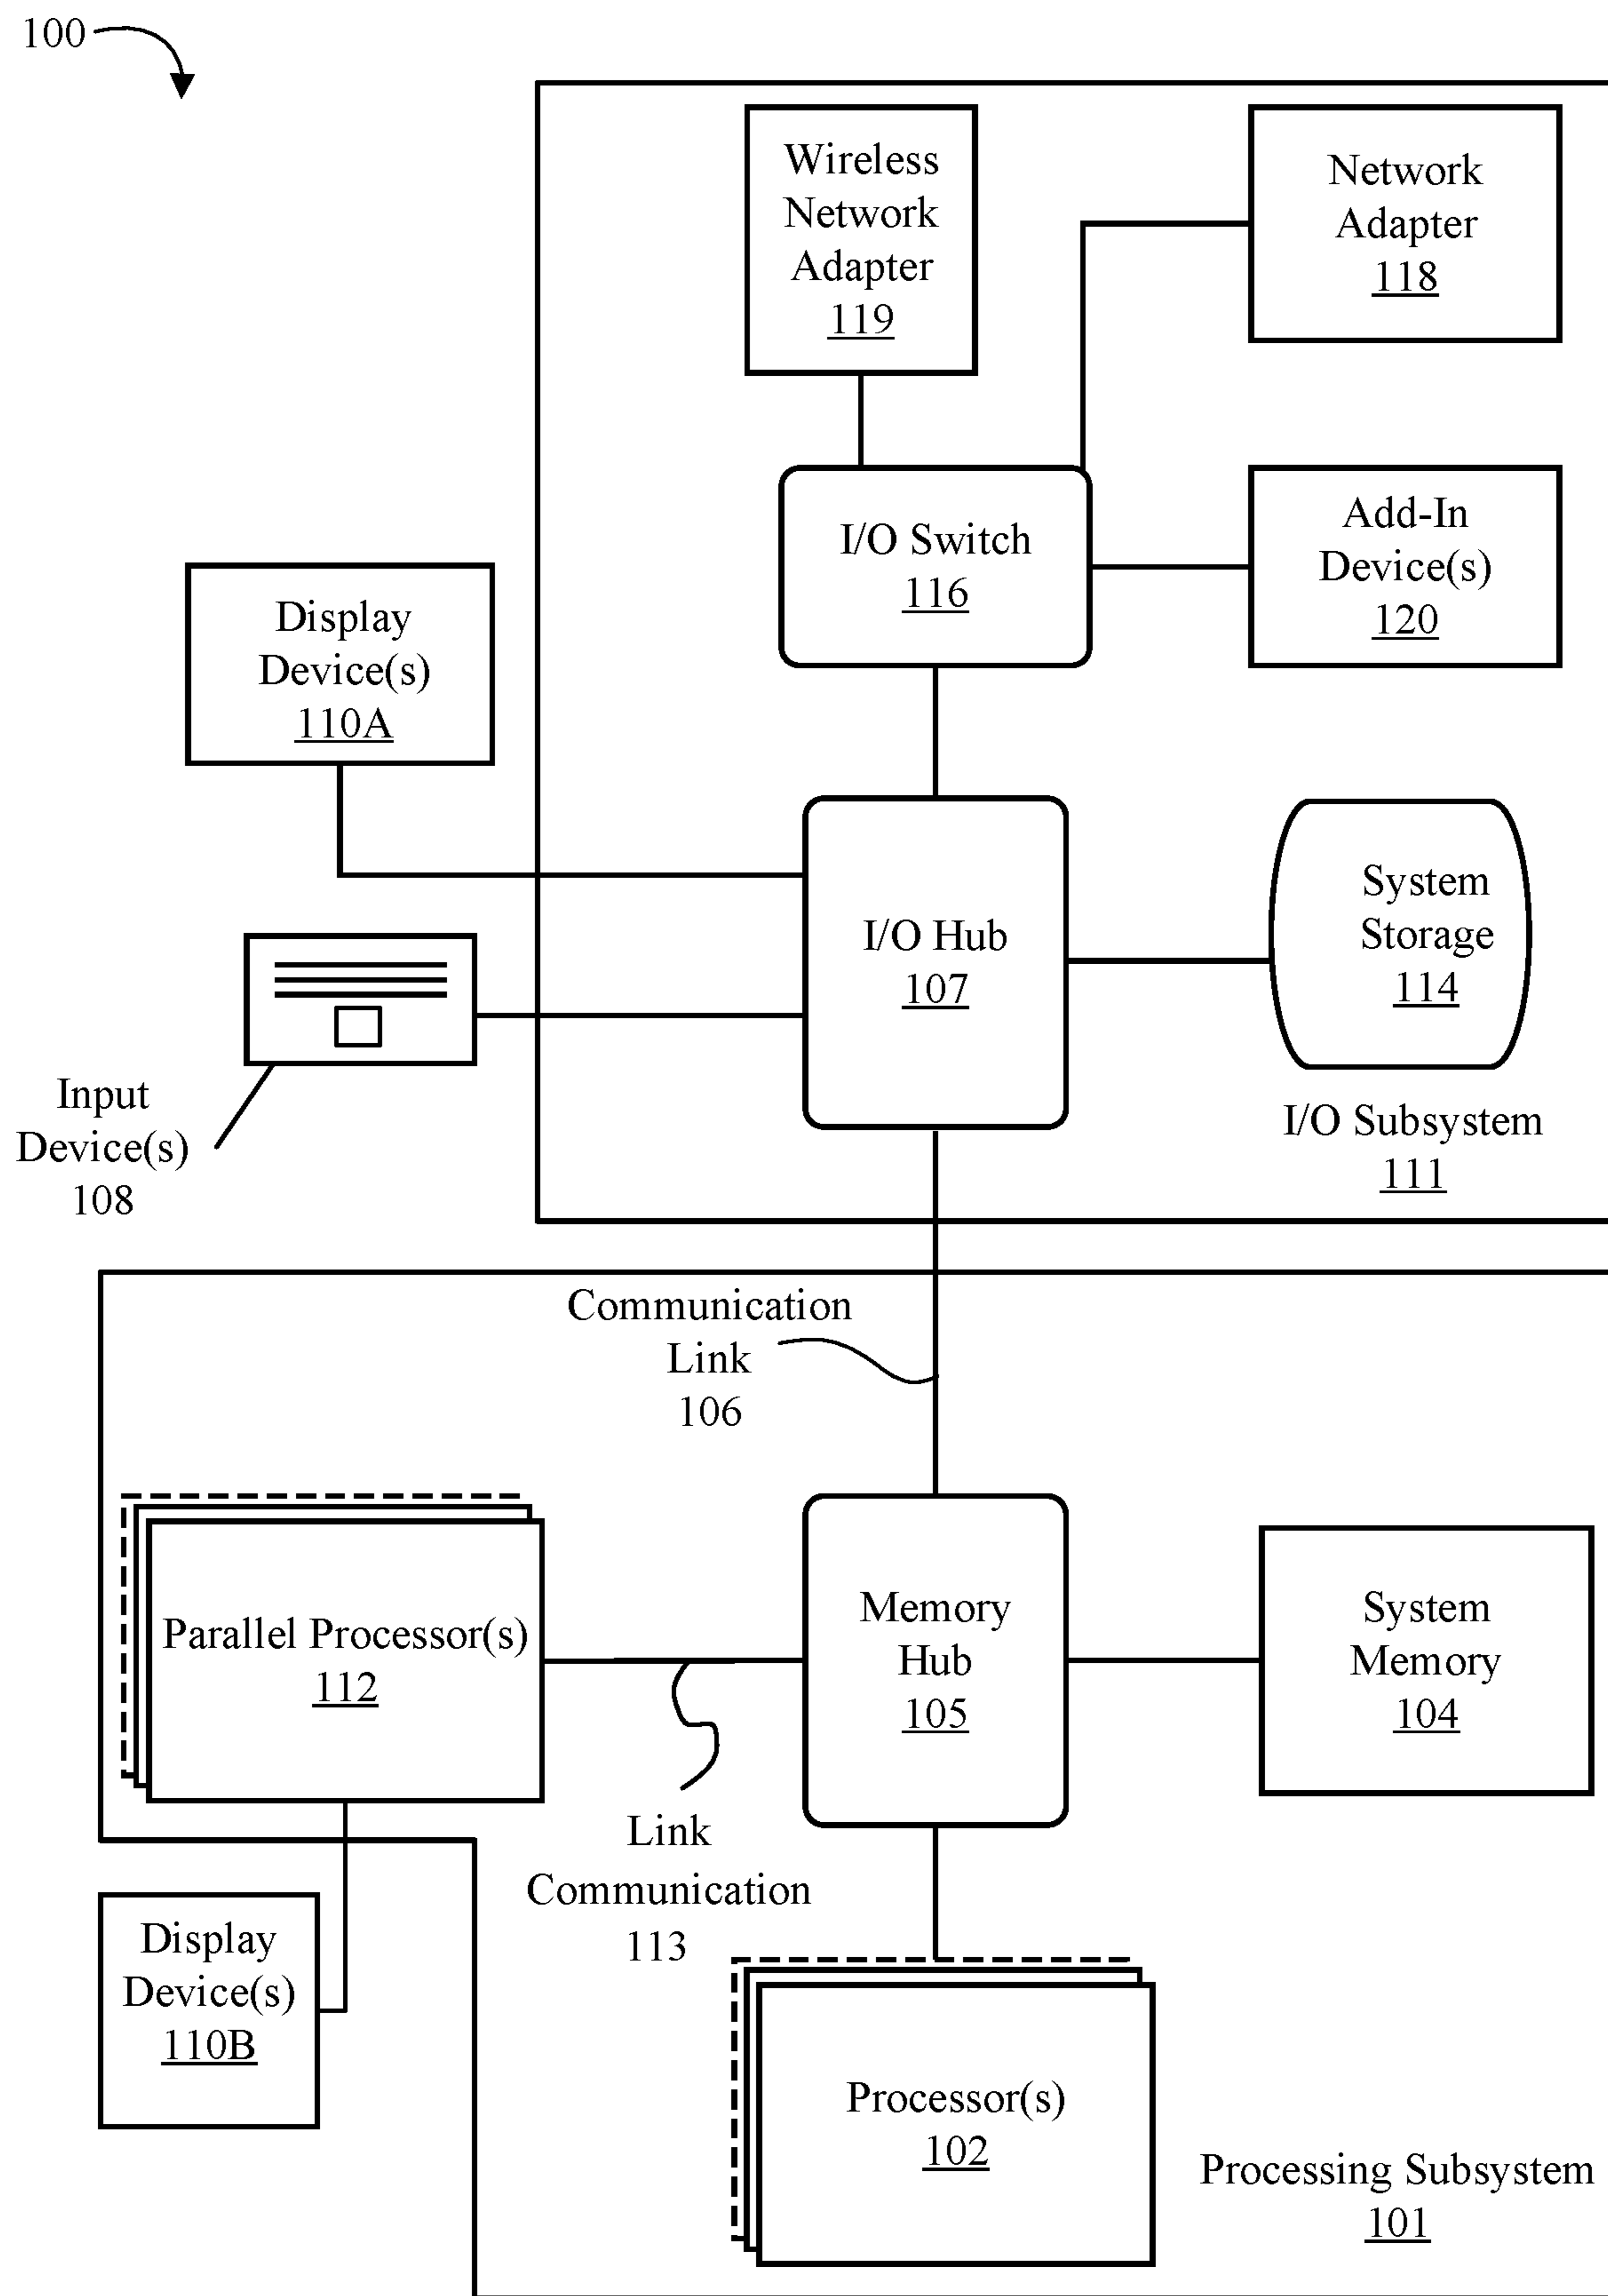 100
Wireless
Network
Adapter
119
Network
Adapter
118
I/O Switch
116
Add-In
Device(s)
120
Display
Device(s)
110A
I/O Hub
107
System
Storage
114
Input
Device(s)
108
I/O Subsystem
111
Communication
Link
106
Parallel Processor(s)
112
Memory
Hub
105
System
Memory
104
Link
Communication
113
Display
Device(s)
110B
Processor(s)
102
Processing Subsystem
101